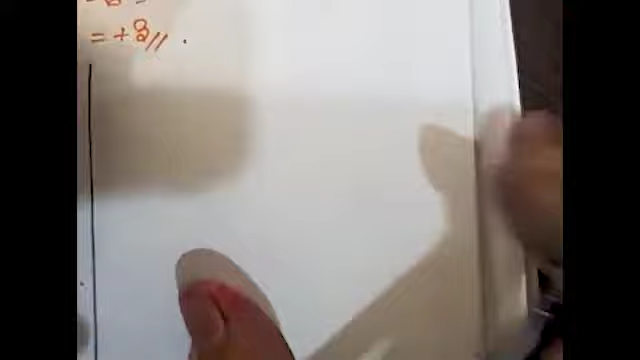 = +8//.